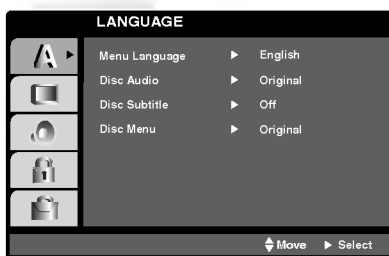 LANGUAGE
A
Menu Language ▶ English
Disc Audio ▶ Original
Disc Subtitle ▶ Off
Disc Menu ▶ Original
Move ▶ Select